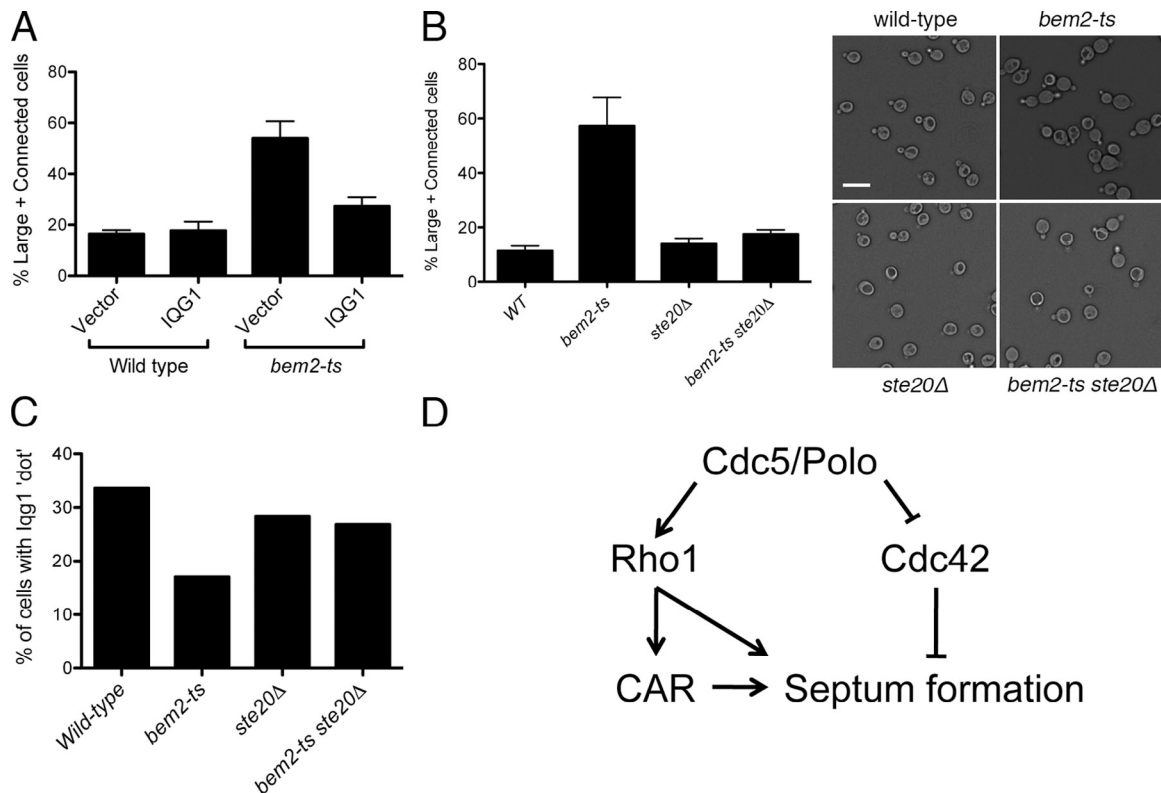 A
% Large + Connected cells
80
60
40
20
0
Vector
IQG1
Vector
IQG1
Wild type
bem2-ts
B
% Large + Connected cells
80
60
40
20
0
WT
bem2-ts
ste20Δ
bem2-ts ste20Δ
wild-type
bem2-ts
ste20Δ
bem2-ts ste20Δ
C
% of cells with Iqg1 'dot'
40
30
20
10
0
Wild-type
bem2-ts
ste20Δ
bem2-ts ste20Δ
D
Cdc5/Polo
Rho1
Cdc42
CAR
Septum formation